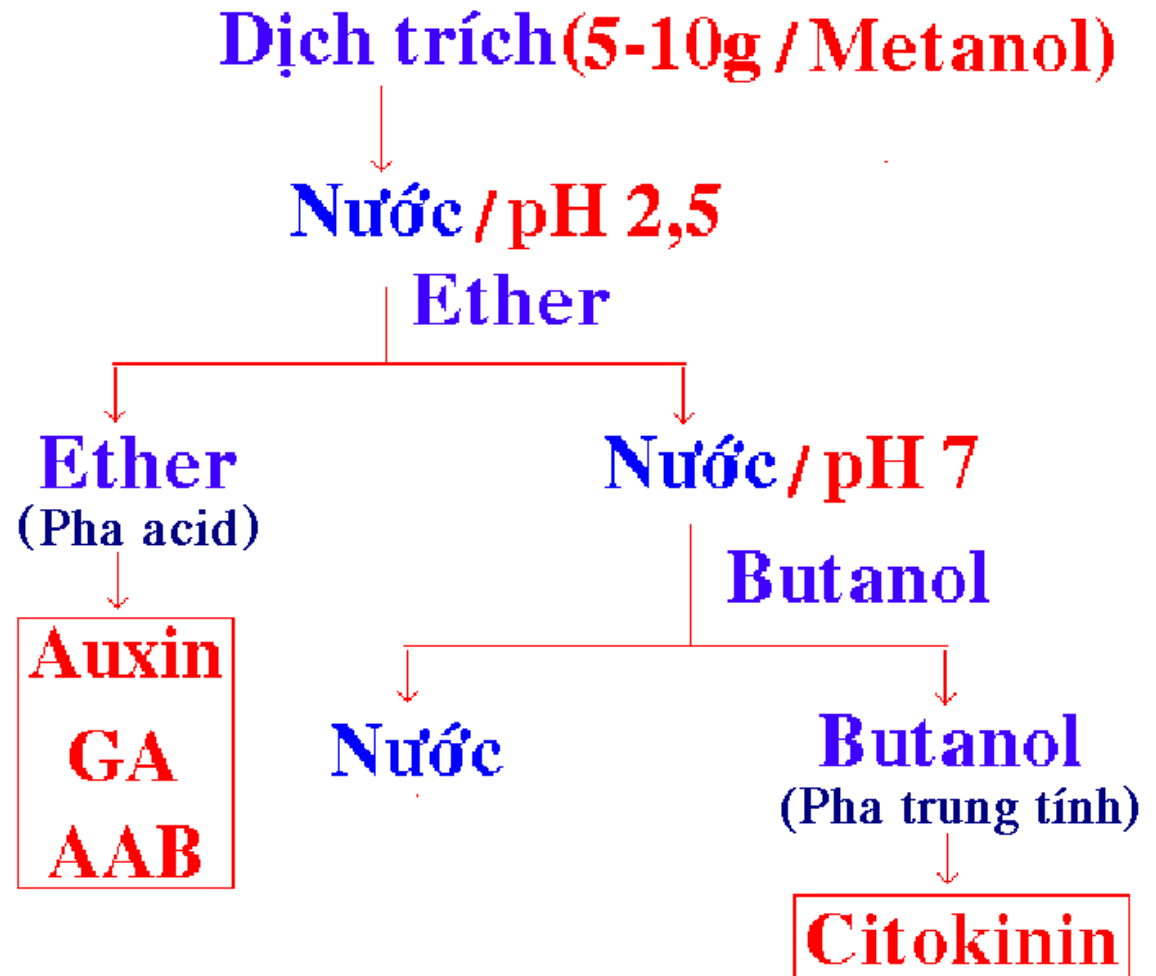 Dịch trích(5-10g/Metanol)
Nước/pH 2,5
Ether
Ether
(Pha acid)
Nước/pH 7
Butanol
Auxin
GA
AAB
Nước
Butanol
(Pha trung tính)
Citokinin